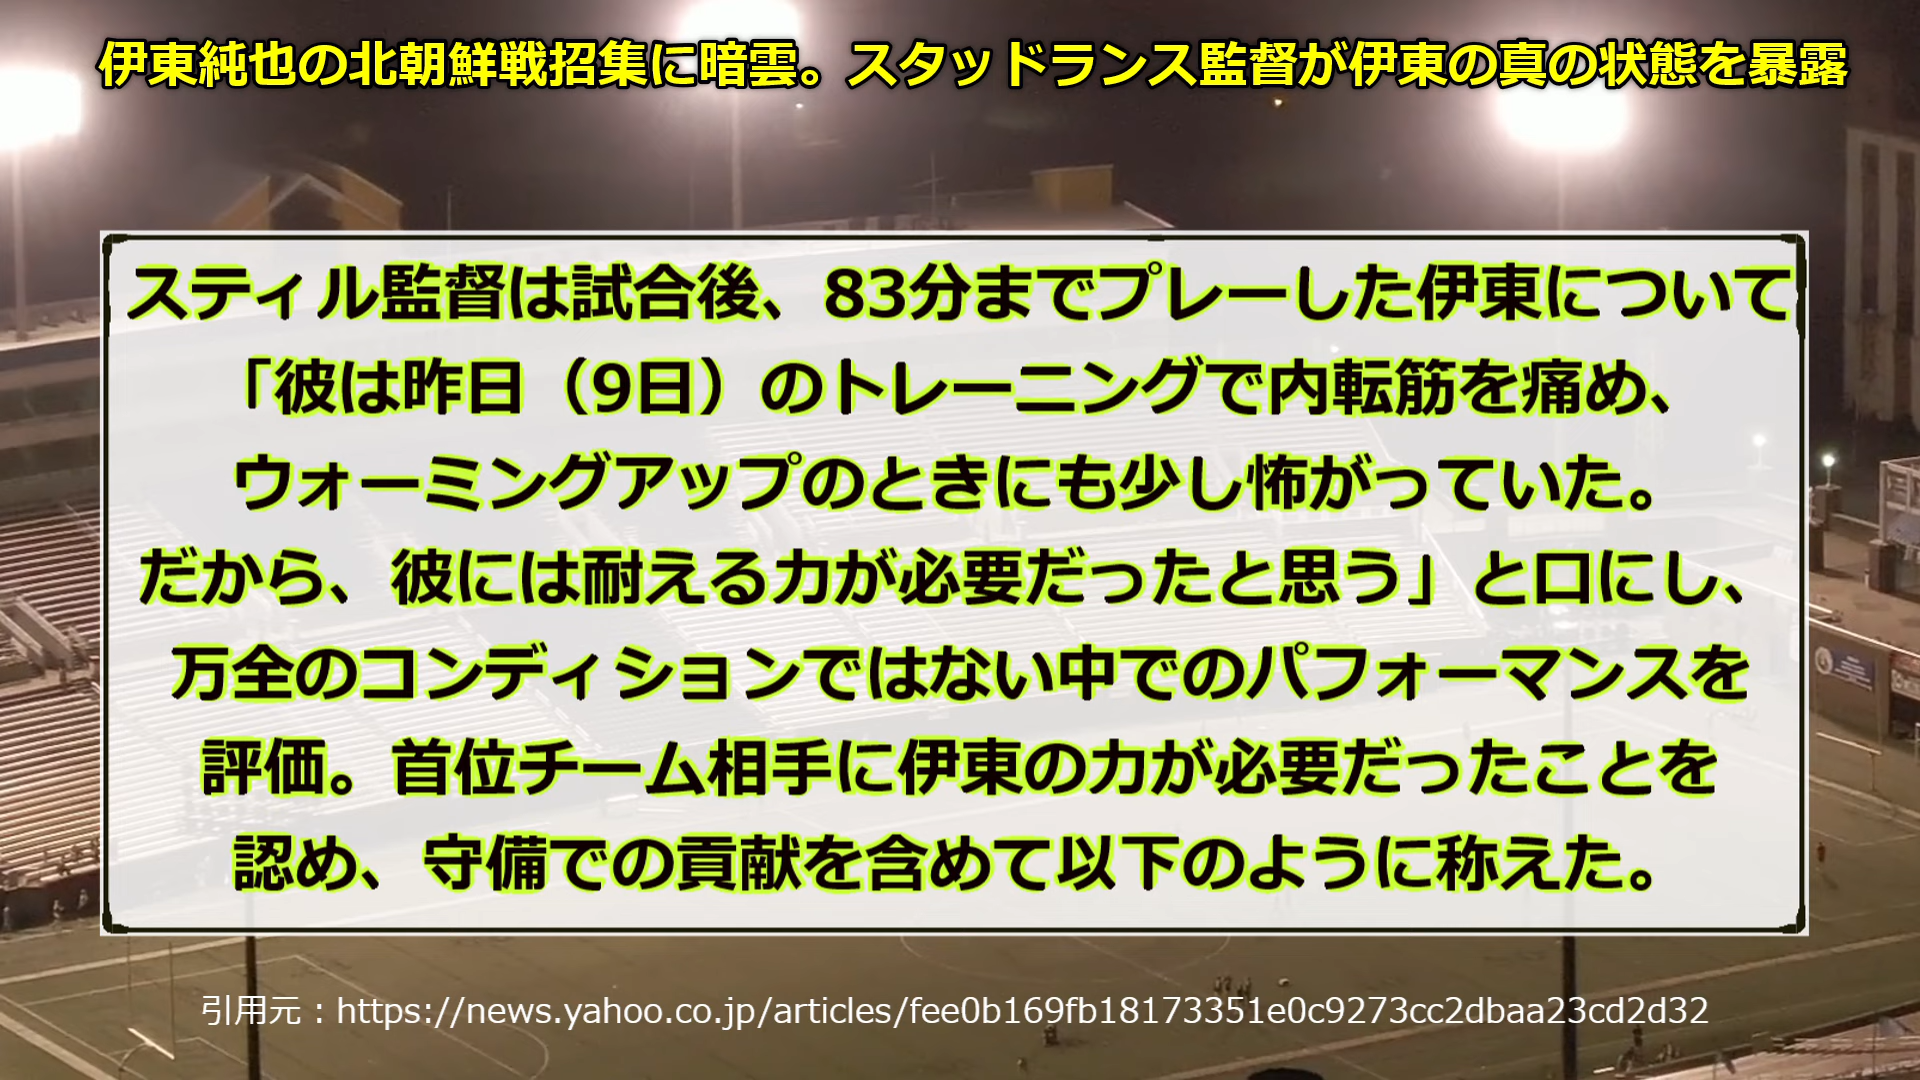 伊東純也の北朝鮮戦招集に暗雲。スタッドランス監督が伊東の真の状態を暴露
スティル監督は試合後、83分までプレーした伊東について
「彼は昨日（9日）のトレーニングで内転筋を痛め、
ウォーミングアップのときにも少し怖がっていた。
だから、彼には耐える力が必要だったと思う」と口にし、
万全のコンディションではない中でのパフォーマンスを
評価。首位チーム相手に伊東の力が必要だったことを
認め、守備での貢献を含めて以下のように称えた。
引用元：https://news.yahoo.co.jp/articles/fee0b169fb18173351e0c9273cc2dbaa23cd2d32